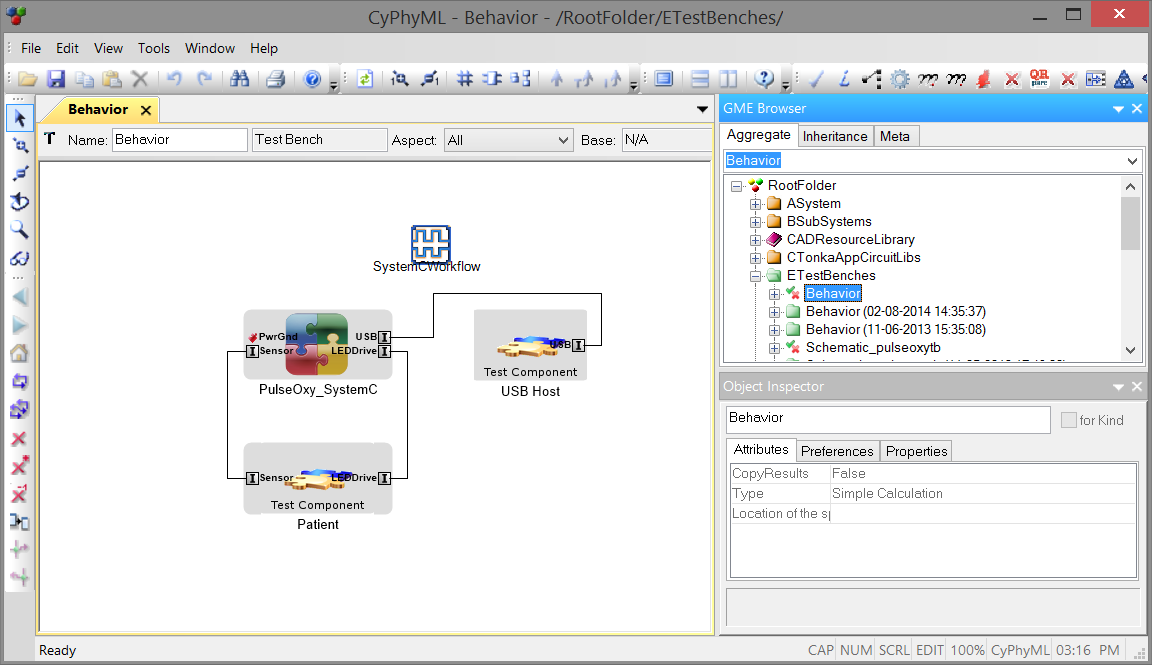 CyPhyML - Behavior - /RootFolder/ETestBenches/
File Edit View Tools Window Help
Behavior
Name: Behavior Test Bench Aspect: All Base: N/A
SystemCWorkflow
PwrGnd USB
Sensor LEDDrive
PulseOxy_SystemC
USB
Test Component
USB Host
Sensor LEDDrive
Test Component
Patient
GME Browser
Aggregate Inheritance Meta
Behavior
RootFolder
ASystem
BSubSystems
CADResourceLibrary
CTonkaAppCircuitLibs
ETestBenches
Behavior
Behavior (02-08-2014 14:35:37)
Behavior (11-06-2013 15:35:08)
Schematic_pulseoxytb
Object Inspector
Behavior for Kind
Attributes Preferences Properties
CopyResults False
Type Simple Calculation
Location of the sp
Ready CAP NUM SCRL EDIT 100% CyPhyML 03:16 PM